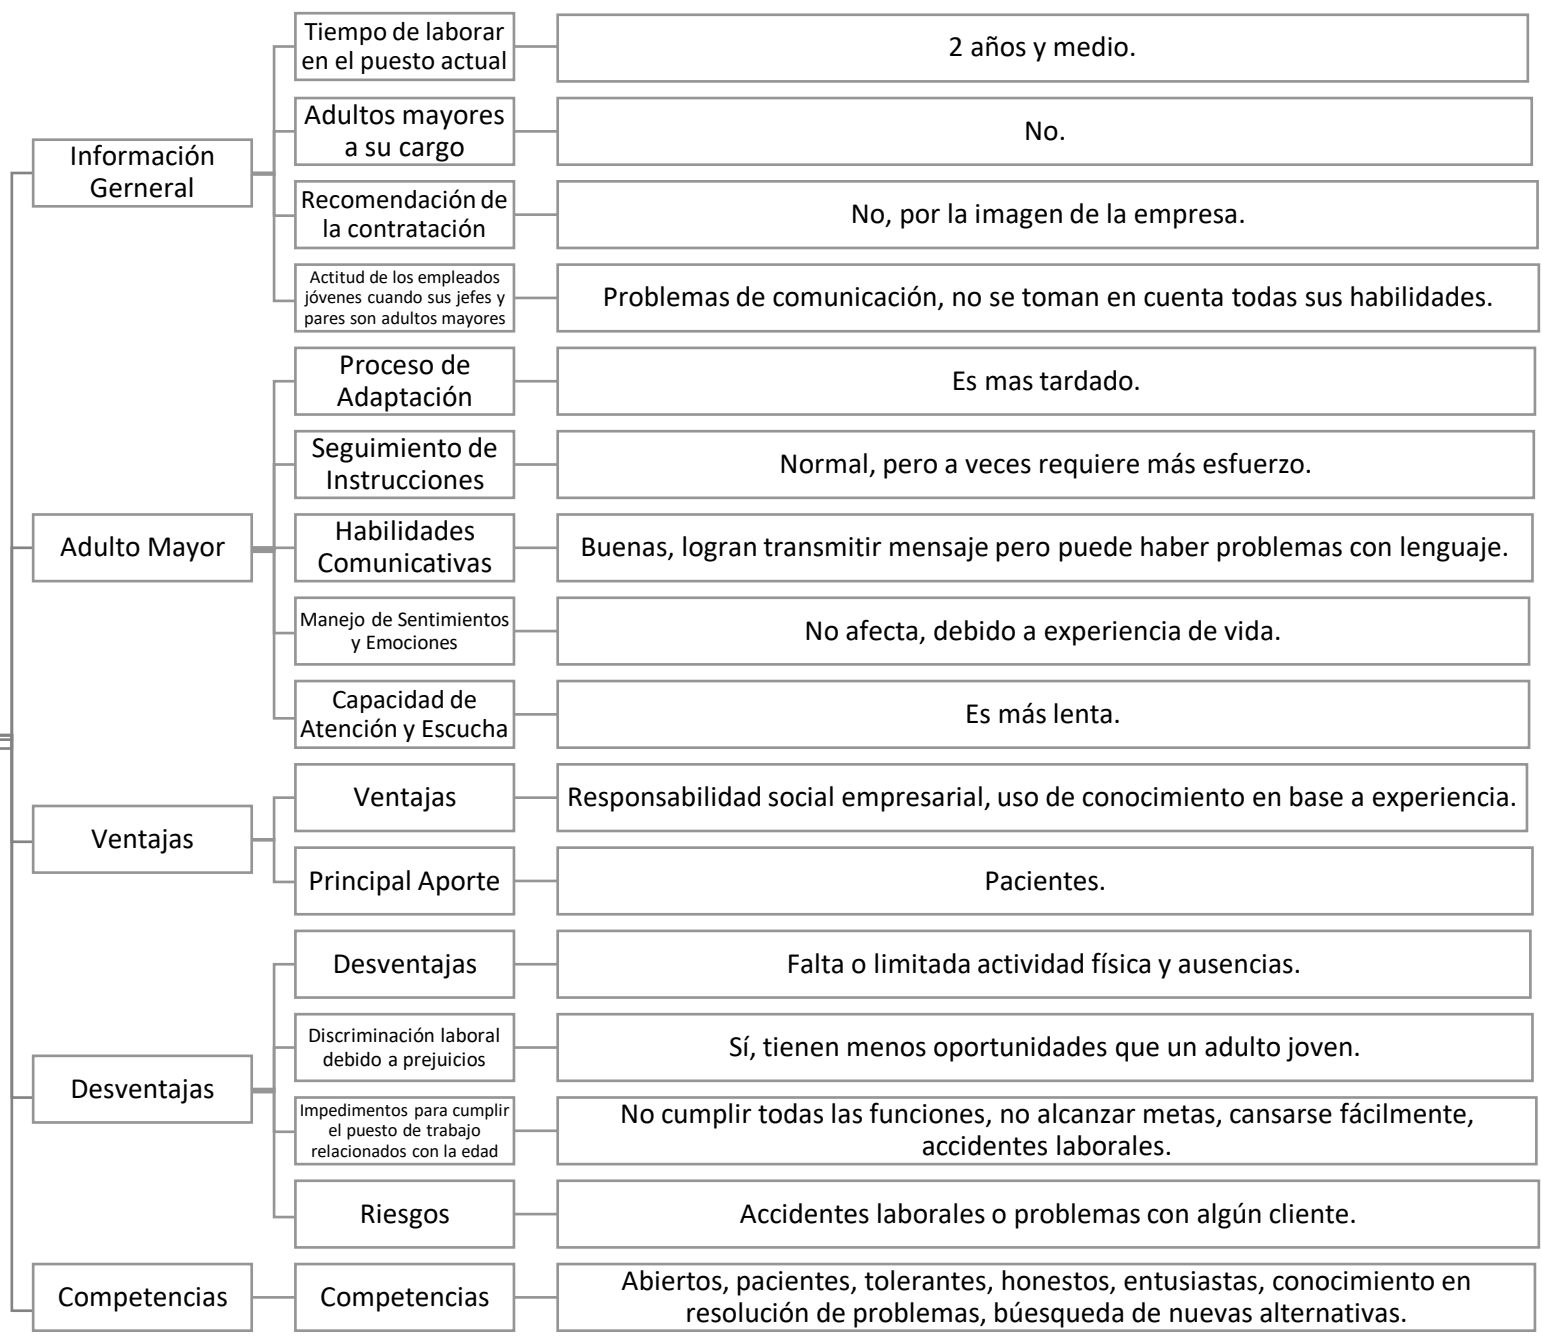 Información
Gerneral
Tiempo de laborar
en el puesto actual
2 años y medio.
Adultos mayores
a su cargo
No.
Recomendación de
la contratación
No, por la imagen de la empresa.
Actitud de los empleados
jóvenes cuando sus jefes y
pares son adultos mayores
Problemas de comunicación, no se toman en cuenta todas sus habilidades.
Adulto Mayor
Proceso de
Adaptación
Es mas tardado.
Seguimiento de
Instrucciones
Normal, pero a veces requiere más esfuerzo.
Habilidades
Comunicativas
Buenas, logran transmitir mensaje pero puede haber problemas con lenguaje.
Manejo de Sentimientos
y Emociones
No afecta, debido a experiencia de vida.
Capacidad de
Atención y Escucha
Es más lenta.
Ventajas
Ventajas
Responsabilidad social empresarial, uso de conocimiento en base a experiencia.
Principal Aporte
Pacientes.
Desventajas
Desventajas
Falta o limitada actividad física y ausencias.
Discriminación laboral
debido a prejuicios
Sí, tienen menos oportunidades que un adulto joven.
Impedimentos para cumplir
el puesto de trabajo
relacionados con la edad
No cumplir todas las funciones, no alcanzar metas, cansarse fácilmente,
accidentes laborales.
Riesgos
Accidentes laborales o problemas con algún cliente.
Competencias
Competencias
Abiertos, pacientes, tolerantes, honestos, entusiastas, conocimiento en
resolución de problemas, búesqueda de nuevas alternativas.